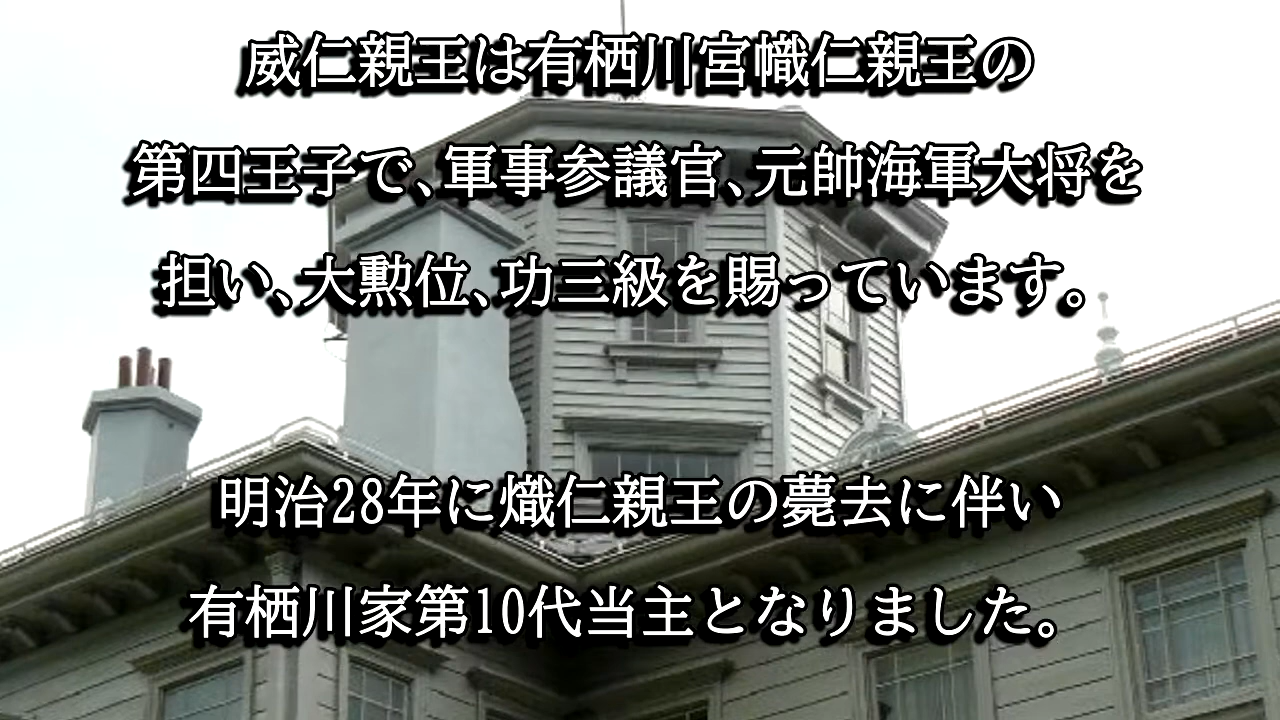 威仁親王は有栖川宮幟仁親王の
第四王子で、軍事参議官、元帥海軍大将を
担い、大勲位、功三級を賜っています。
明治28年に熾仁親王の薨去に伴い
有栖川家第10代当主となりました。